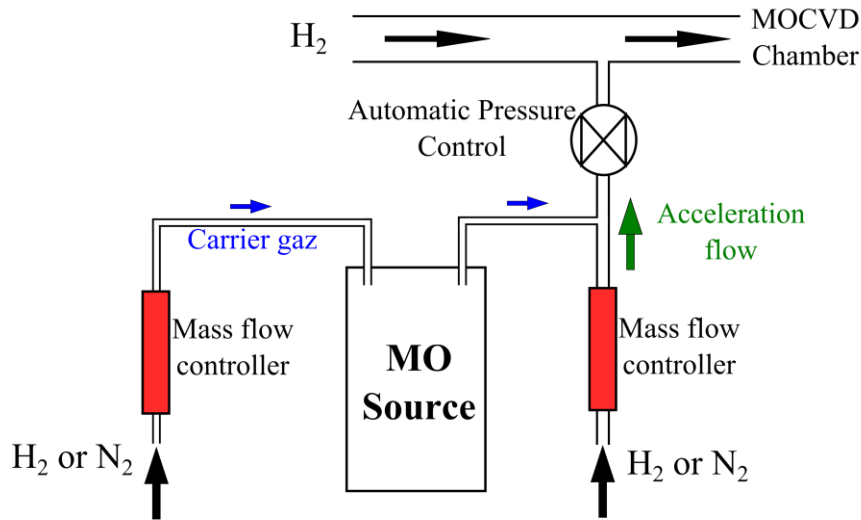 H₂
MOCVD
Chamber
Automatic Pressure
Control
Carrier gaz
Acceleration
flow
Mass flow
controller
MO
Source
Mass flow
controller
H₂ or N₂
H₂ or N₂